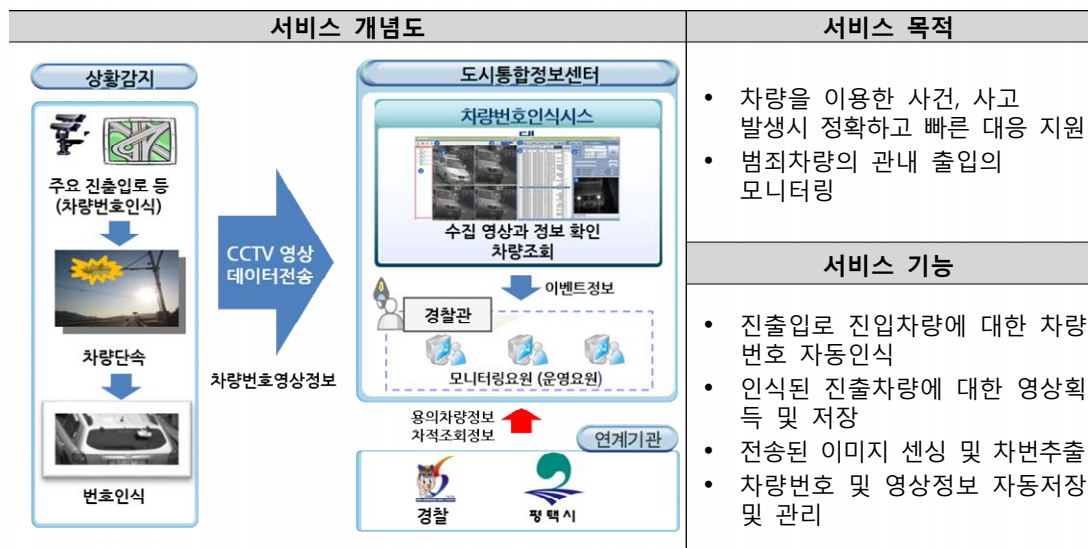 서비스 개념도
상황감지
주요 진출입로 등
(차량번호인식)
차량단속
번호인식
CCTV 영상
데이터전송
차량번호영상정보
도시통합정보센터
차량번호인식시스
템
수집 영상과 정보 확인
차량조회
이벤트정보
경찰관
모니터링요원 (운영요원)
용의차량정보
차적조회정보
연계기관
경찰
평택시
서비스 목적
• 차량을 이용한 사건, 사고
발생시 정확하고 빠른 대응 지원
• 범죄차량의 관내 출입의
모니터링
서비스 기능
• 진출입로 진입차량에 대한 차량
번호 자동인식
• 인식된 진출차량에 대한 영상획
득 및 저장
• 전송된 이미지 센싱 및 차번추출
• 차량번호 및 영상정보 자동저장
및 관리